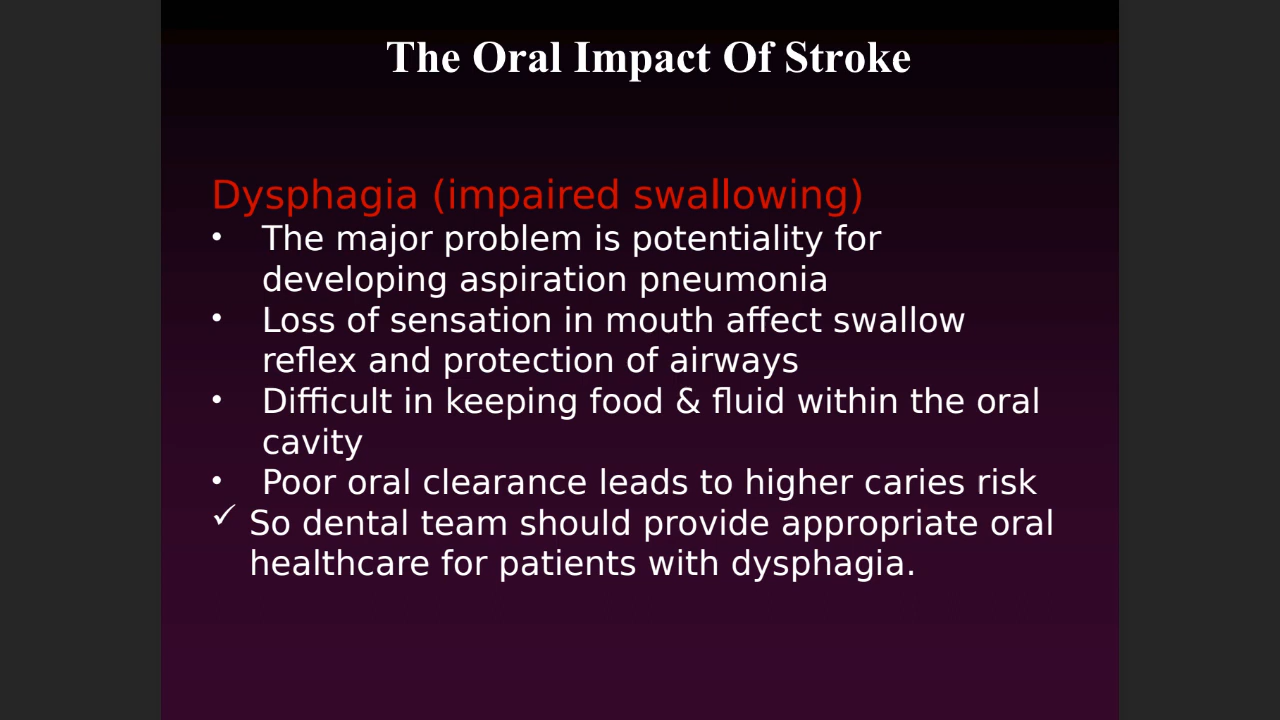 The Oral Impact Of Stroke
Dysphagia (impaired swallowing)
• The major problem is potentiality for
developing aspiration pneumonia
• Loss of sensation in mouth affect swallow
reflex and protection of airways
• Difficult in keeping food & fluid within the oral
cavity
• Poor oral clearance leads to higher caries risk
✓ So dental team should provide appropriate oral
healthcare for patients with dysphagia.